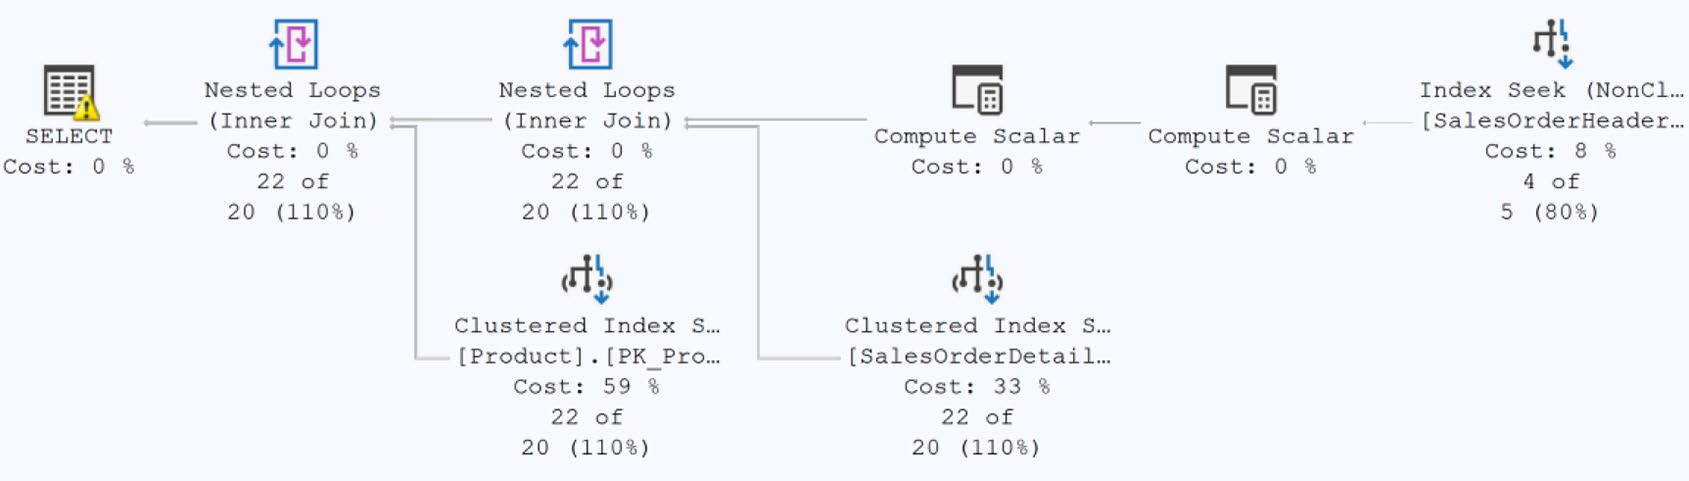 SELECT
Cost: 0 %
Nested Loops
(Inner Join)
Cost: 0 %
22 of
20 (110%)
Nested Loops
(Inner Join)
Cost: 0 %
22 of
20 (110%)
Compute Scalar
Cost: 0 %
Compute Scalar
Cost: 0 %
Index Seek (NonCl…
[SalesOrderHeader…
Cost: 8 %
4 of
5 (80%)
Clustered Index S…
[Product].[PK_Pro…
Cost: 59 %
22 of
20 (110%)
Clustered Index S…
[SalesOrderDetail…
Cost: 33 %
22 of
20 (110%)